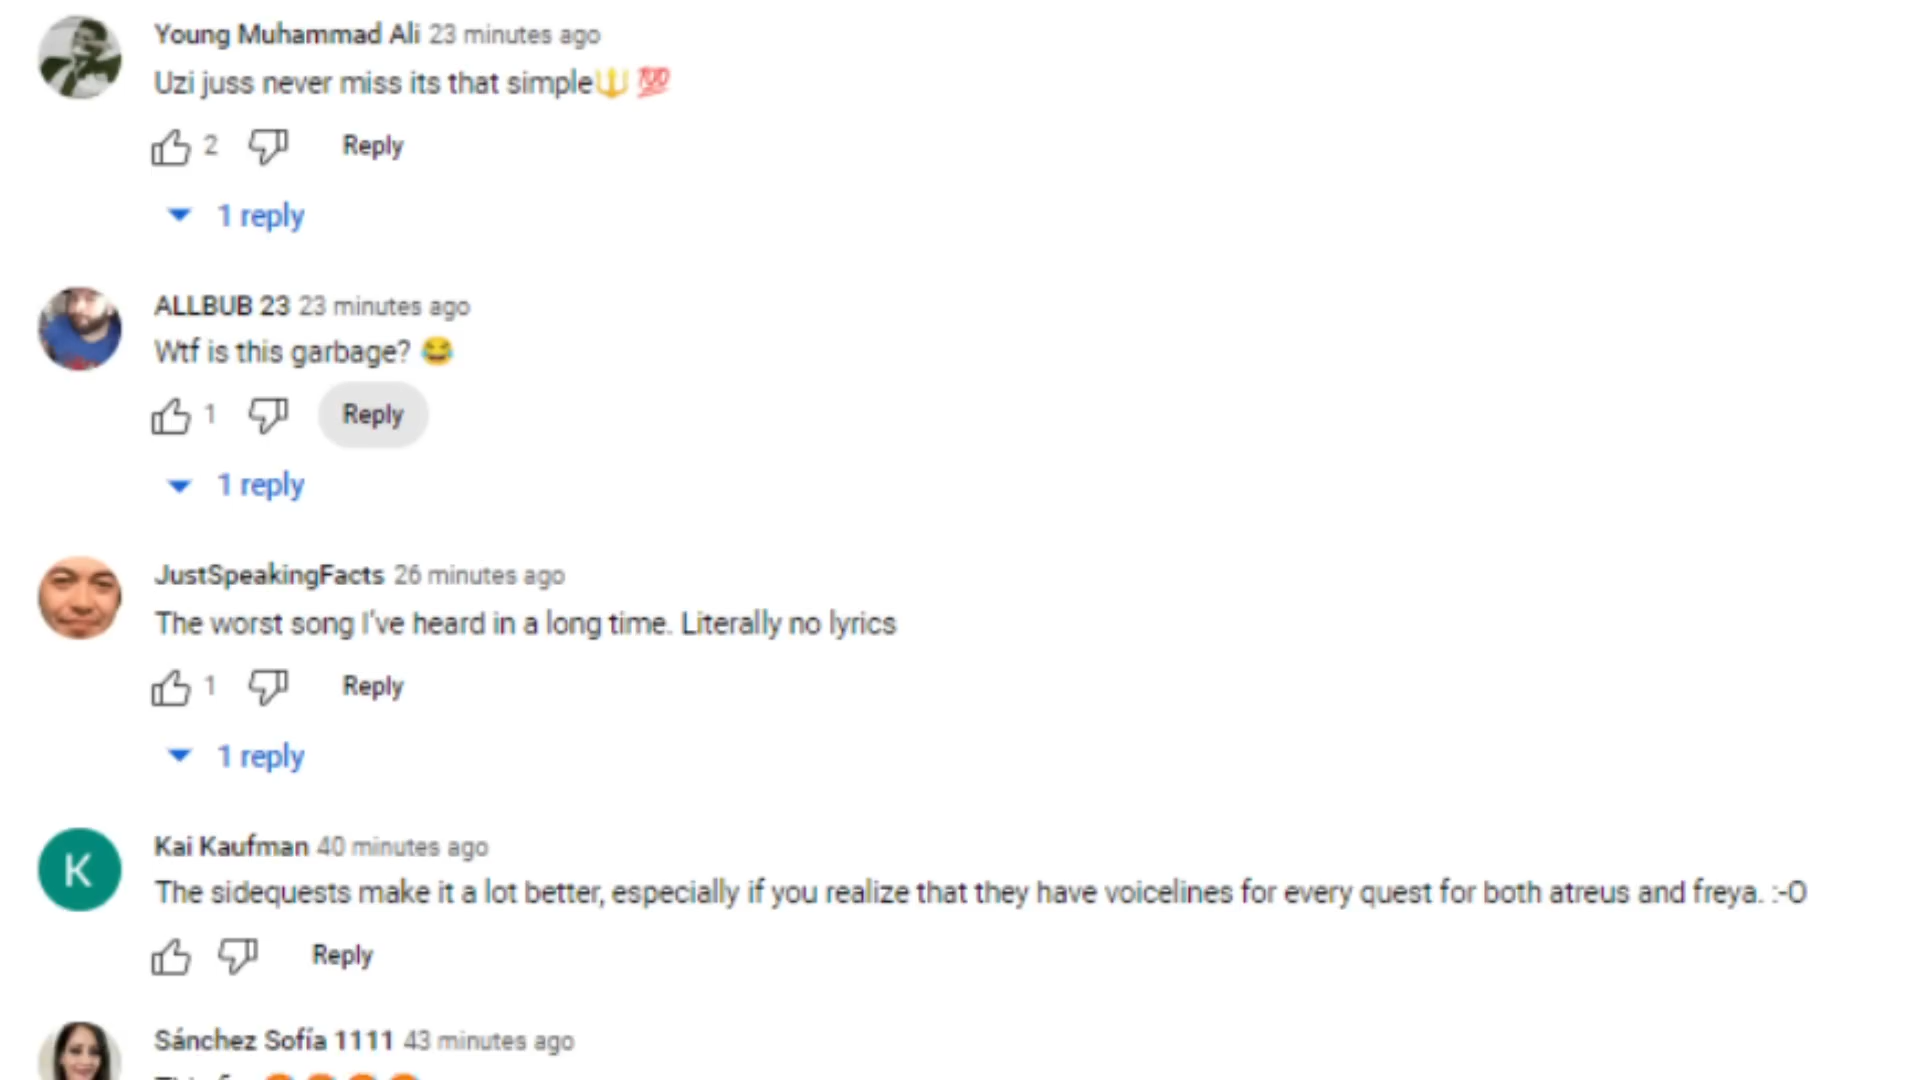 Young Muhammad Ali 23 minutes ago
Uzi juss never miss its that simple🔱 💯
2 Reply
1 reply
ALLBUB 23 23 minutes ago
Wtf is this garbage? 😂
1 Reply
1 reply
JustSpeakingFacts 26 minutes ago
The worst song I've heard in a long time. Literally no lyrics
1 Reply
1 reply
K
Kai Kaufman 40 minutes ago
The sidequests make it a lot better, especially if you realize that they have voicelines for every quest for both atreus and freya. :-O
Reply
Sánchez Sofía 1111 43 minutes ago